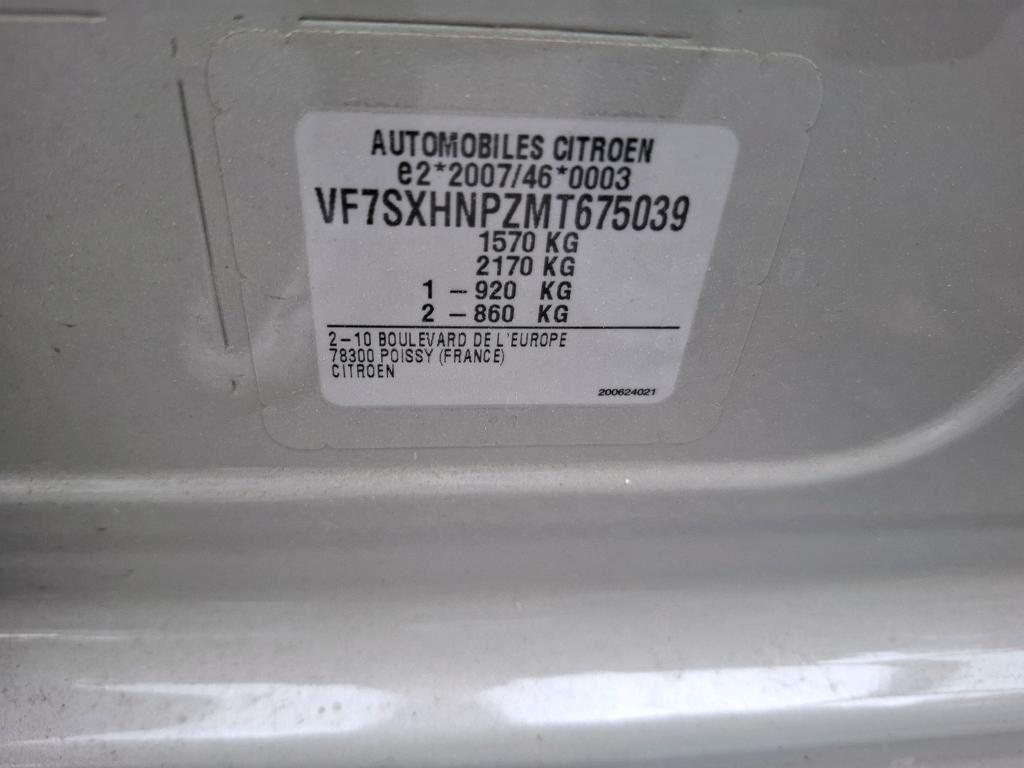 AUTOMOBILES CITROEN
e2*2007/46*0003
VF7SXHNPZMT675039
1570 KG
2170 KG
1 – 920 KG
2 – 860 KG
2–10 BOULEVARD DE L'EUROPE
78300 POISSY (FRANCE)
CITROEN
200624021